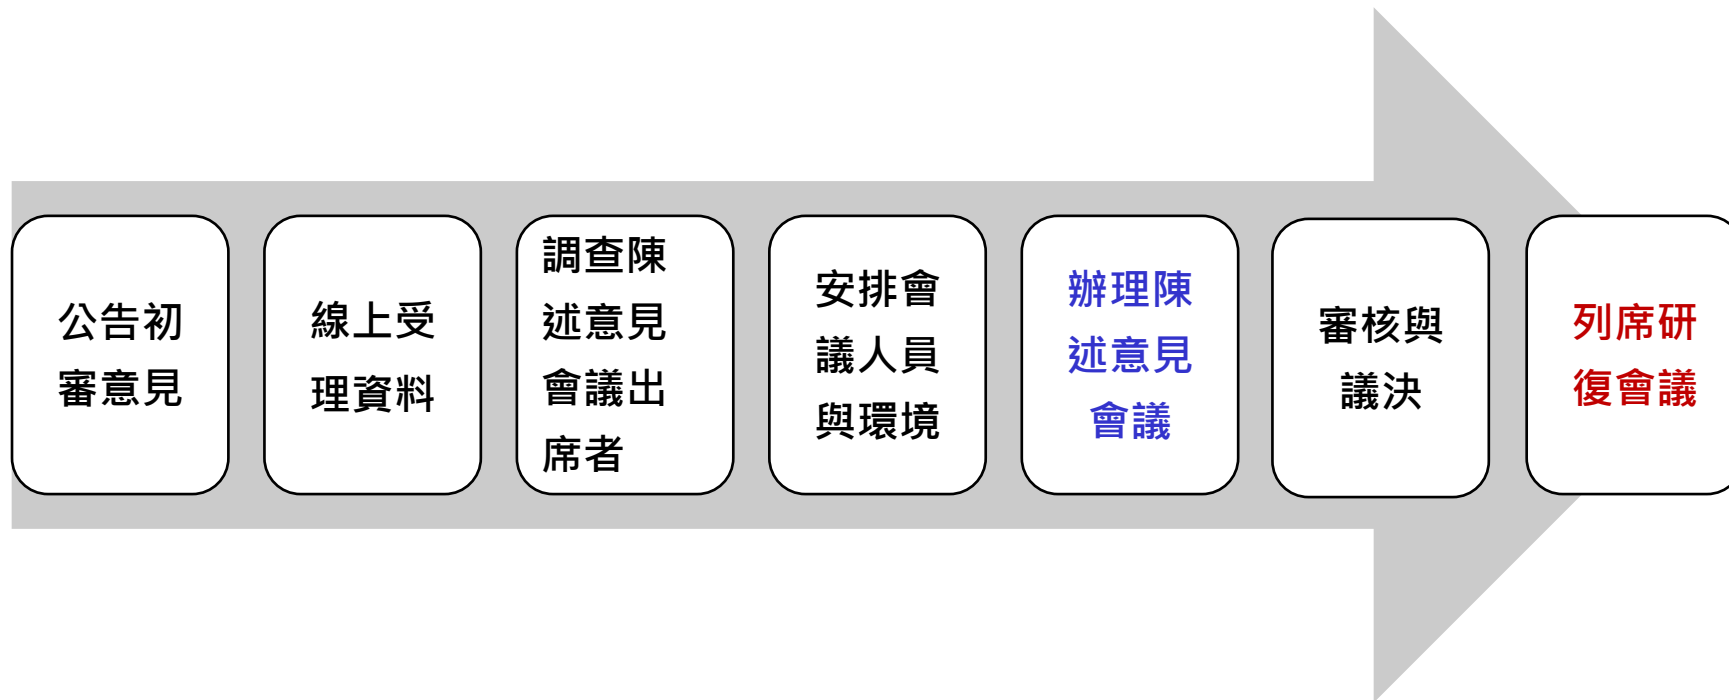 公告初
審意見
線上受
理資料
調查陳
述意見
會議出
席者
安排會
議人員
與環境
辦理陳
述意見
會議
審核與
議決
列席研
復會議